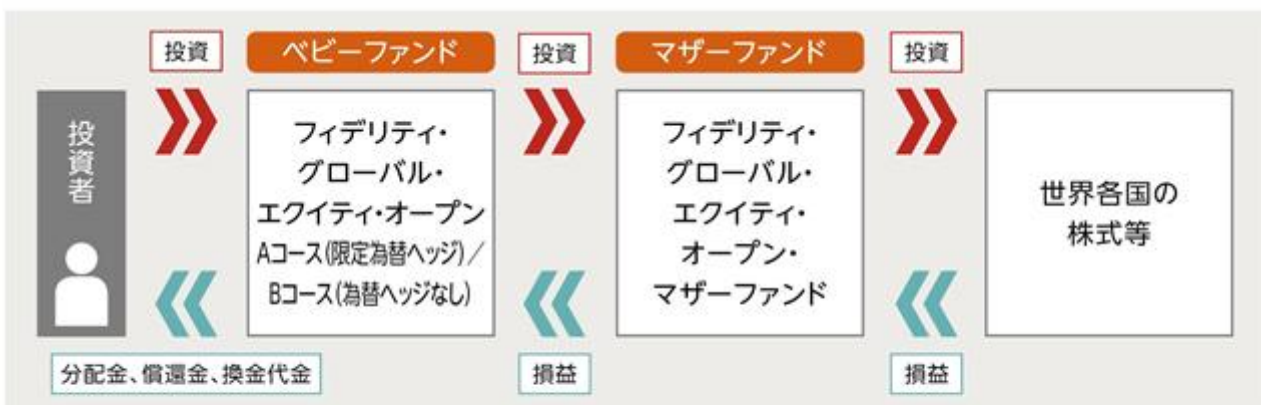 投資
ベビーファンド
投資
マザーファンド
投資
投資者
フィデリティ・
グローバル・
エクイティ・オープン
Aコース(限定為替ヘッジ)/
Bコース(為替ヘッジなし)
フィデリティ・
グローバル・
エクイティ・
オープン・
マザーファンド
世界各国の
株式等
分配金、償還金、換金代金
損益
損益